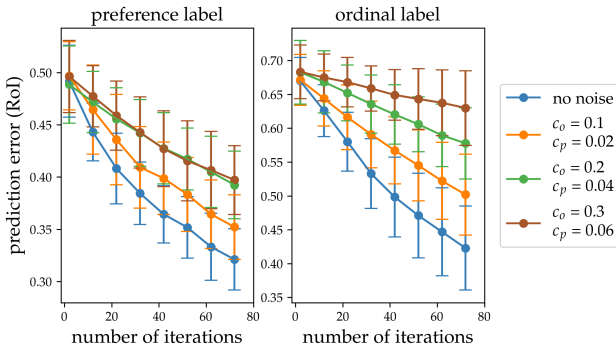 preference label
ordinal label
prediction error (RoI)
0.50
0.45
0.40
0.35
0.30
0.70
0.65
0.60
0.55
0.50
0.45
0.40
0.35
0 20 40 60 80
0 20 40 60 80
number of iterations
number of iterations
no noise
c_o = 0.1
c_p = 0.02
c_o = 0.2
c_p = 0.04
c_o = 0.3
c_p = 0.06